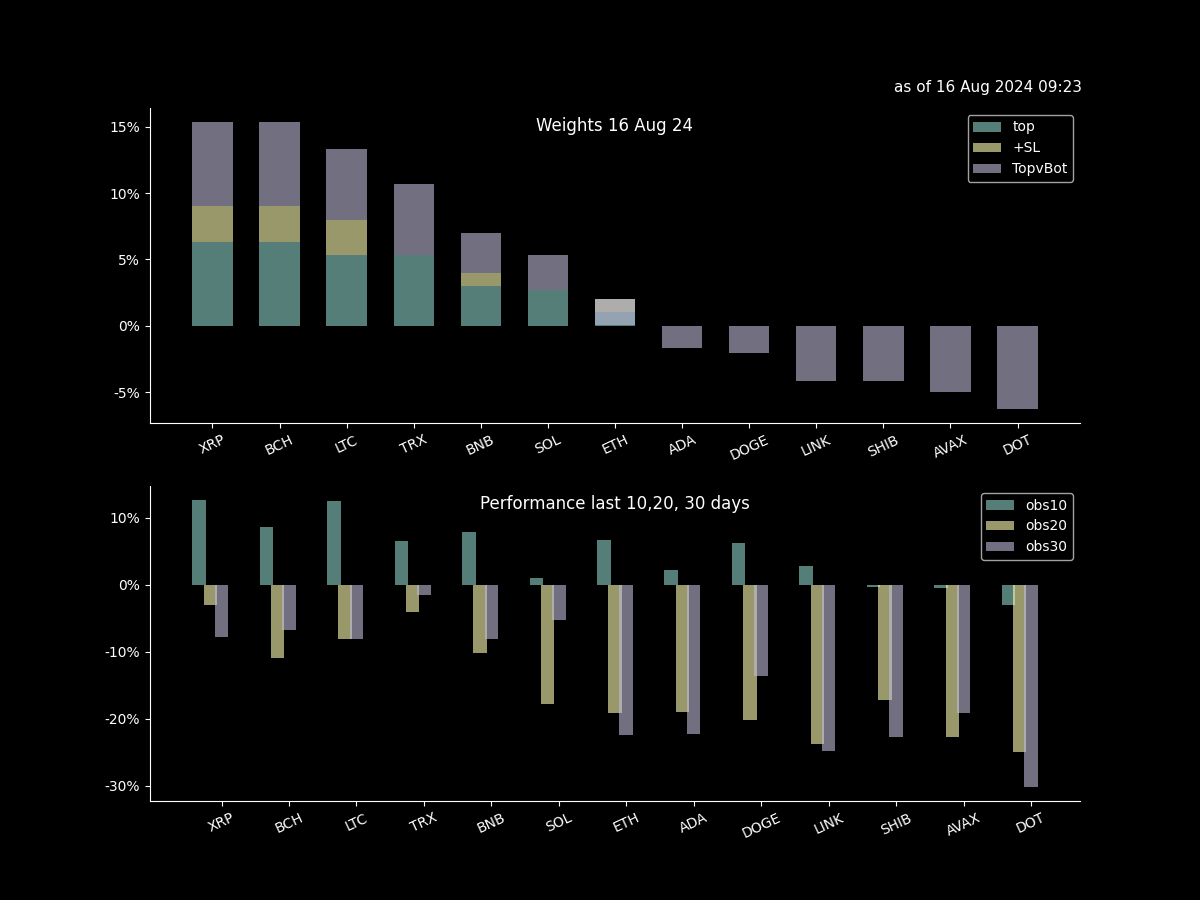 as of 16 Aug 2024 09:23
Weights 16 Aug 24
top
+SL
TopvBot
15%
10%
5%
0%
-5%
XRP BCH LTC TRX BNB SOL ETH ADA DOGE LINK SHIB AVAX DOT
Performance last 10,20, 30 days
obs10
obs20
obs30
10%
0%
-10%
-20%
-30%
XRP BCH LTC TRX BNB SOL ETH ADA DOGE LINK SHIB AVAX DOT